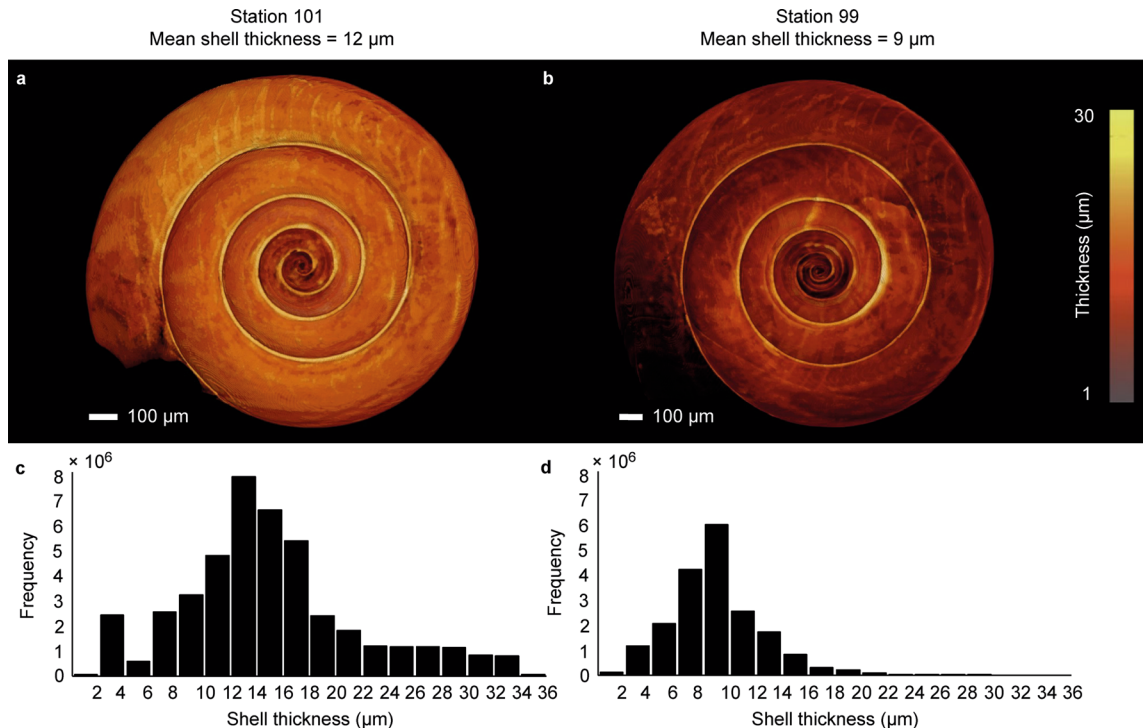 Station 101
Mean shell thickness = 12 µm
Station 99
Mean shell thickness = 9 µm
a
b
30
Thickness (µm)
1
100 µm
100 µm
c
× 10⁶
8
7
6
5
4
3
2
1
0
Frequency
2 4 6 8 10 12 14 16 18 20 22 24 26 28 30 32 34 36
Shell thickness (µm)
d
× 10⁶
8
7
6
5
4
3
2
1
0
Frequency
2 4 6 8 10 12 14 16 18 20 22 24 26 28 30 32 34 36
Shell thickness (µm)